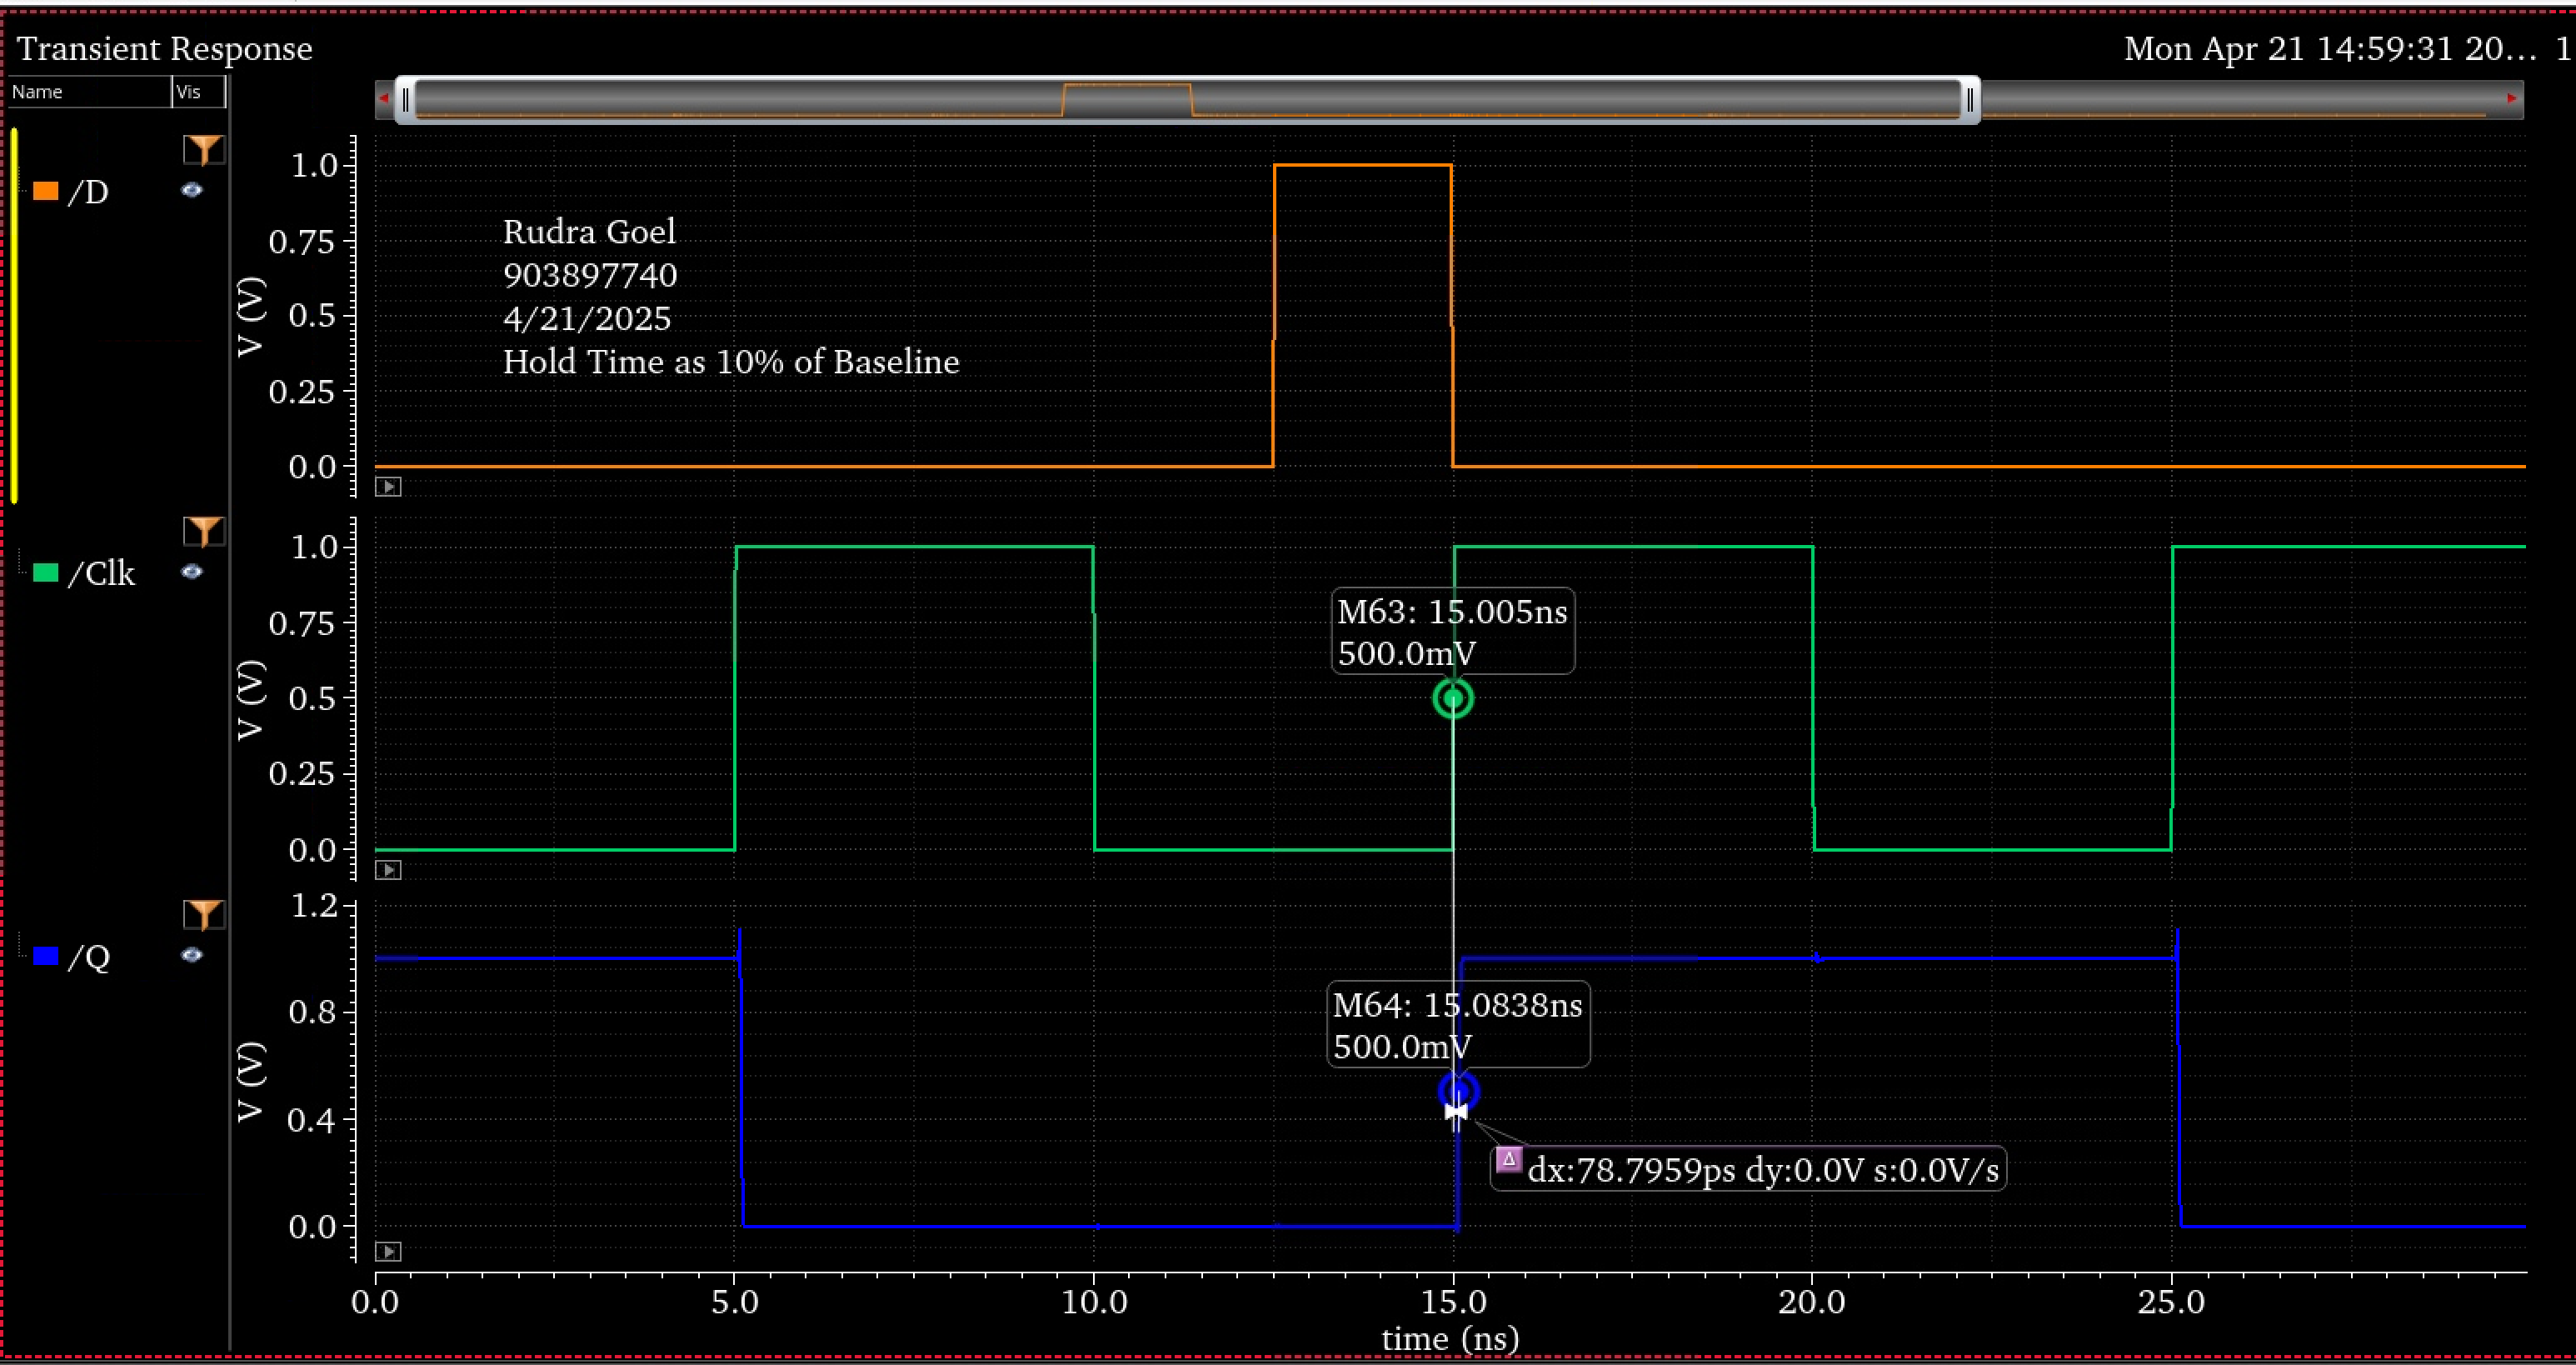 Transient Response
Mon Apr 21 14:59:31 20... 1
Name Vis
/D
1.0
0.75
0.5
0.25
0.0
V (V)
Rudra Goel
903897740
4/21/2025
Hold Time as 10% of Baseline
/Clk
1.0
0.75
0.5
0.25
0.0
V (V)
M63: 15.005ns
500.0mV
/Q
1.2
0.8
0.4
0.0
V (V)
M64: 15.0838ns
500.0mV
Δ dx:78.7959ps dy:0.0V s:0.0V/s
0.0 5.0 10.0 15.0 20.0 25.0
time (ns)